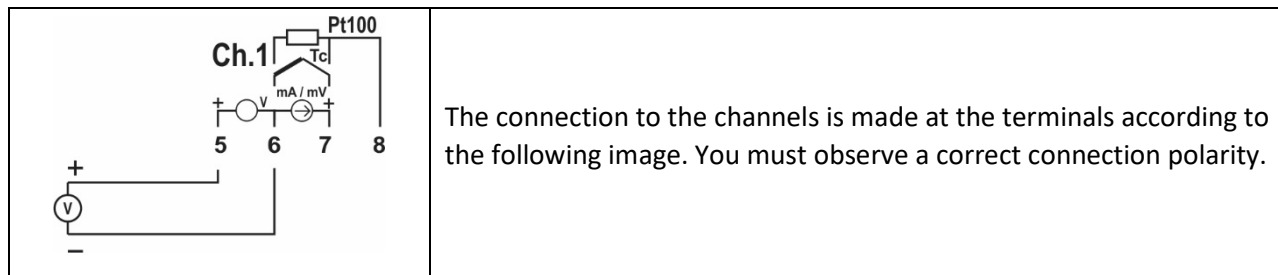 Pt100
Ch.1
Tc
mA / mV
+ V +
5 6 7 8
+
V
–
The connection to the channels is made at the terminals according to
the following image. You must observe a correct connection polarity.